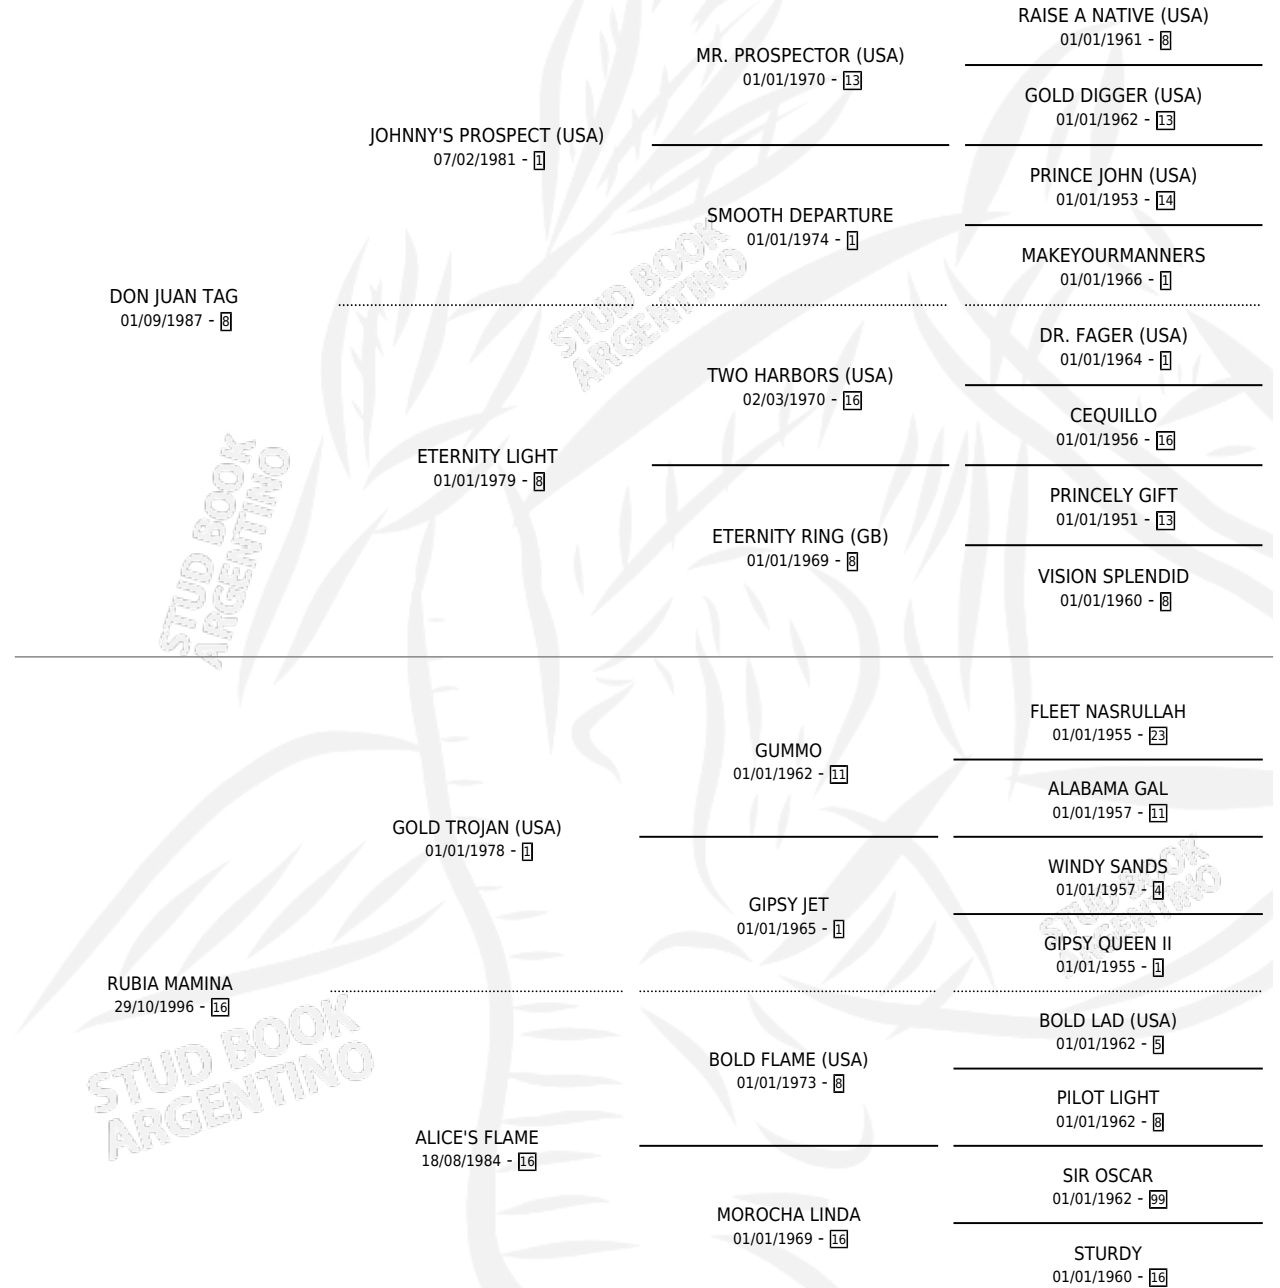 RAISE A NATIVE (USA)
01/01/1961 - 8
MR. PROSPECTOR (USA)
01/01/1970 - 13
GOLD DIGGER (USA)
01/01/1962 - 13
JOHNNY'S PROSPECT (USA)
07/02/1981 - 1
PRINCE JOHN (USA)
01/01/1953 - 14
SMOOTH DEPARTURE
01/01/1974 - 1
MAKEYOURMANNERS
01/01/1966 - 1
DON JUAN TAG
01/09/1987 - 8
STUD BOOK
ARGENTINO
DR. FAGER (USA)
01/01/1964 - 1
TWO HARBORS (USA)
02/03/1970 - 16
CEQUILLO
01/01/1956 - 16
ETERNITY LIGHT
01/01/1979 - 8
PRINCELY GIFT
01/01/1951 - 13
ETERNITY RING (GB)
01/01/1969 - 8
VISION SPLENDID
01/01/1960 - 8
STUD BOOK
ARGENTINO
FLEET NASRULLAH
01/01/1955 - 23
GUMMO
01/01/1962 - 11
ALABAMA GAL
01/01/1957 - 11
GOLD TROJAN (USA)
01/01/1978 - 1
WINDY SANDS
01/01/1957 - 4
GIPSY JET
01/01/1965 - 1
STUD BOOK
ARGENTINO
GIPSY QUEEN II
01/01/1955 - 1
RUBIA MAMINA
29/10/1996 - 16
STUD BOOK
ARGENTINO
BOLD LAD (USA)
01/01/1962 - 5
BOLD FLAME (USA)
01/01/1973 - 8
PILOT LIGHT
01/01/1962 - 8
ALICE'S FLAME
18/08/1984 - 16
SIR OSCAR
01/01/1962 - 99
MOROCHA LINDA
01/01/1969 - 16
STURDY
01/01/1960 - 16